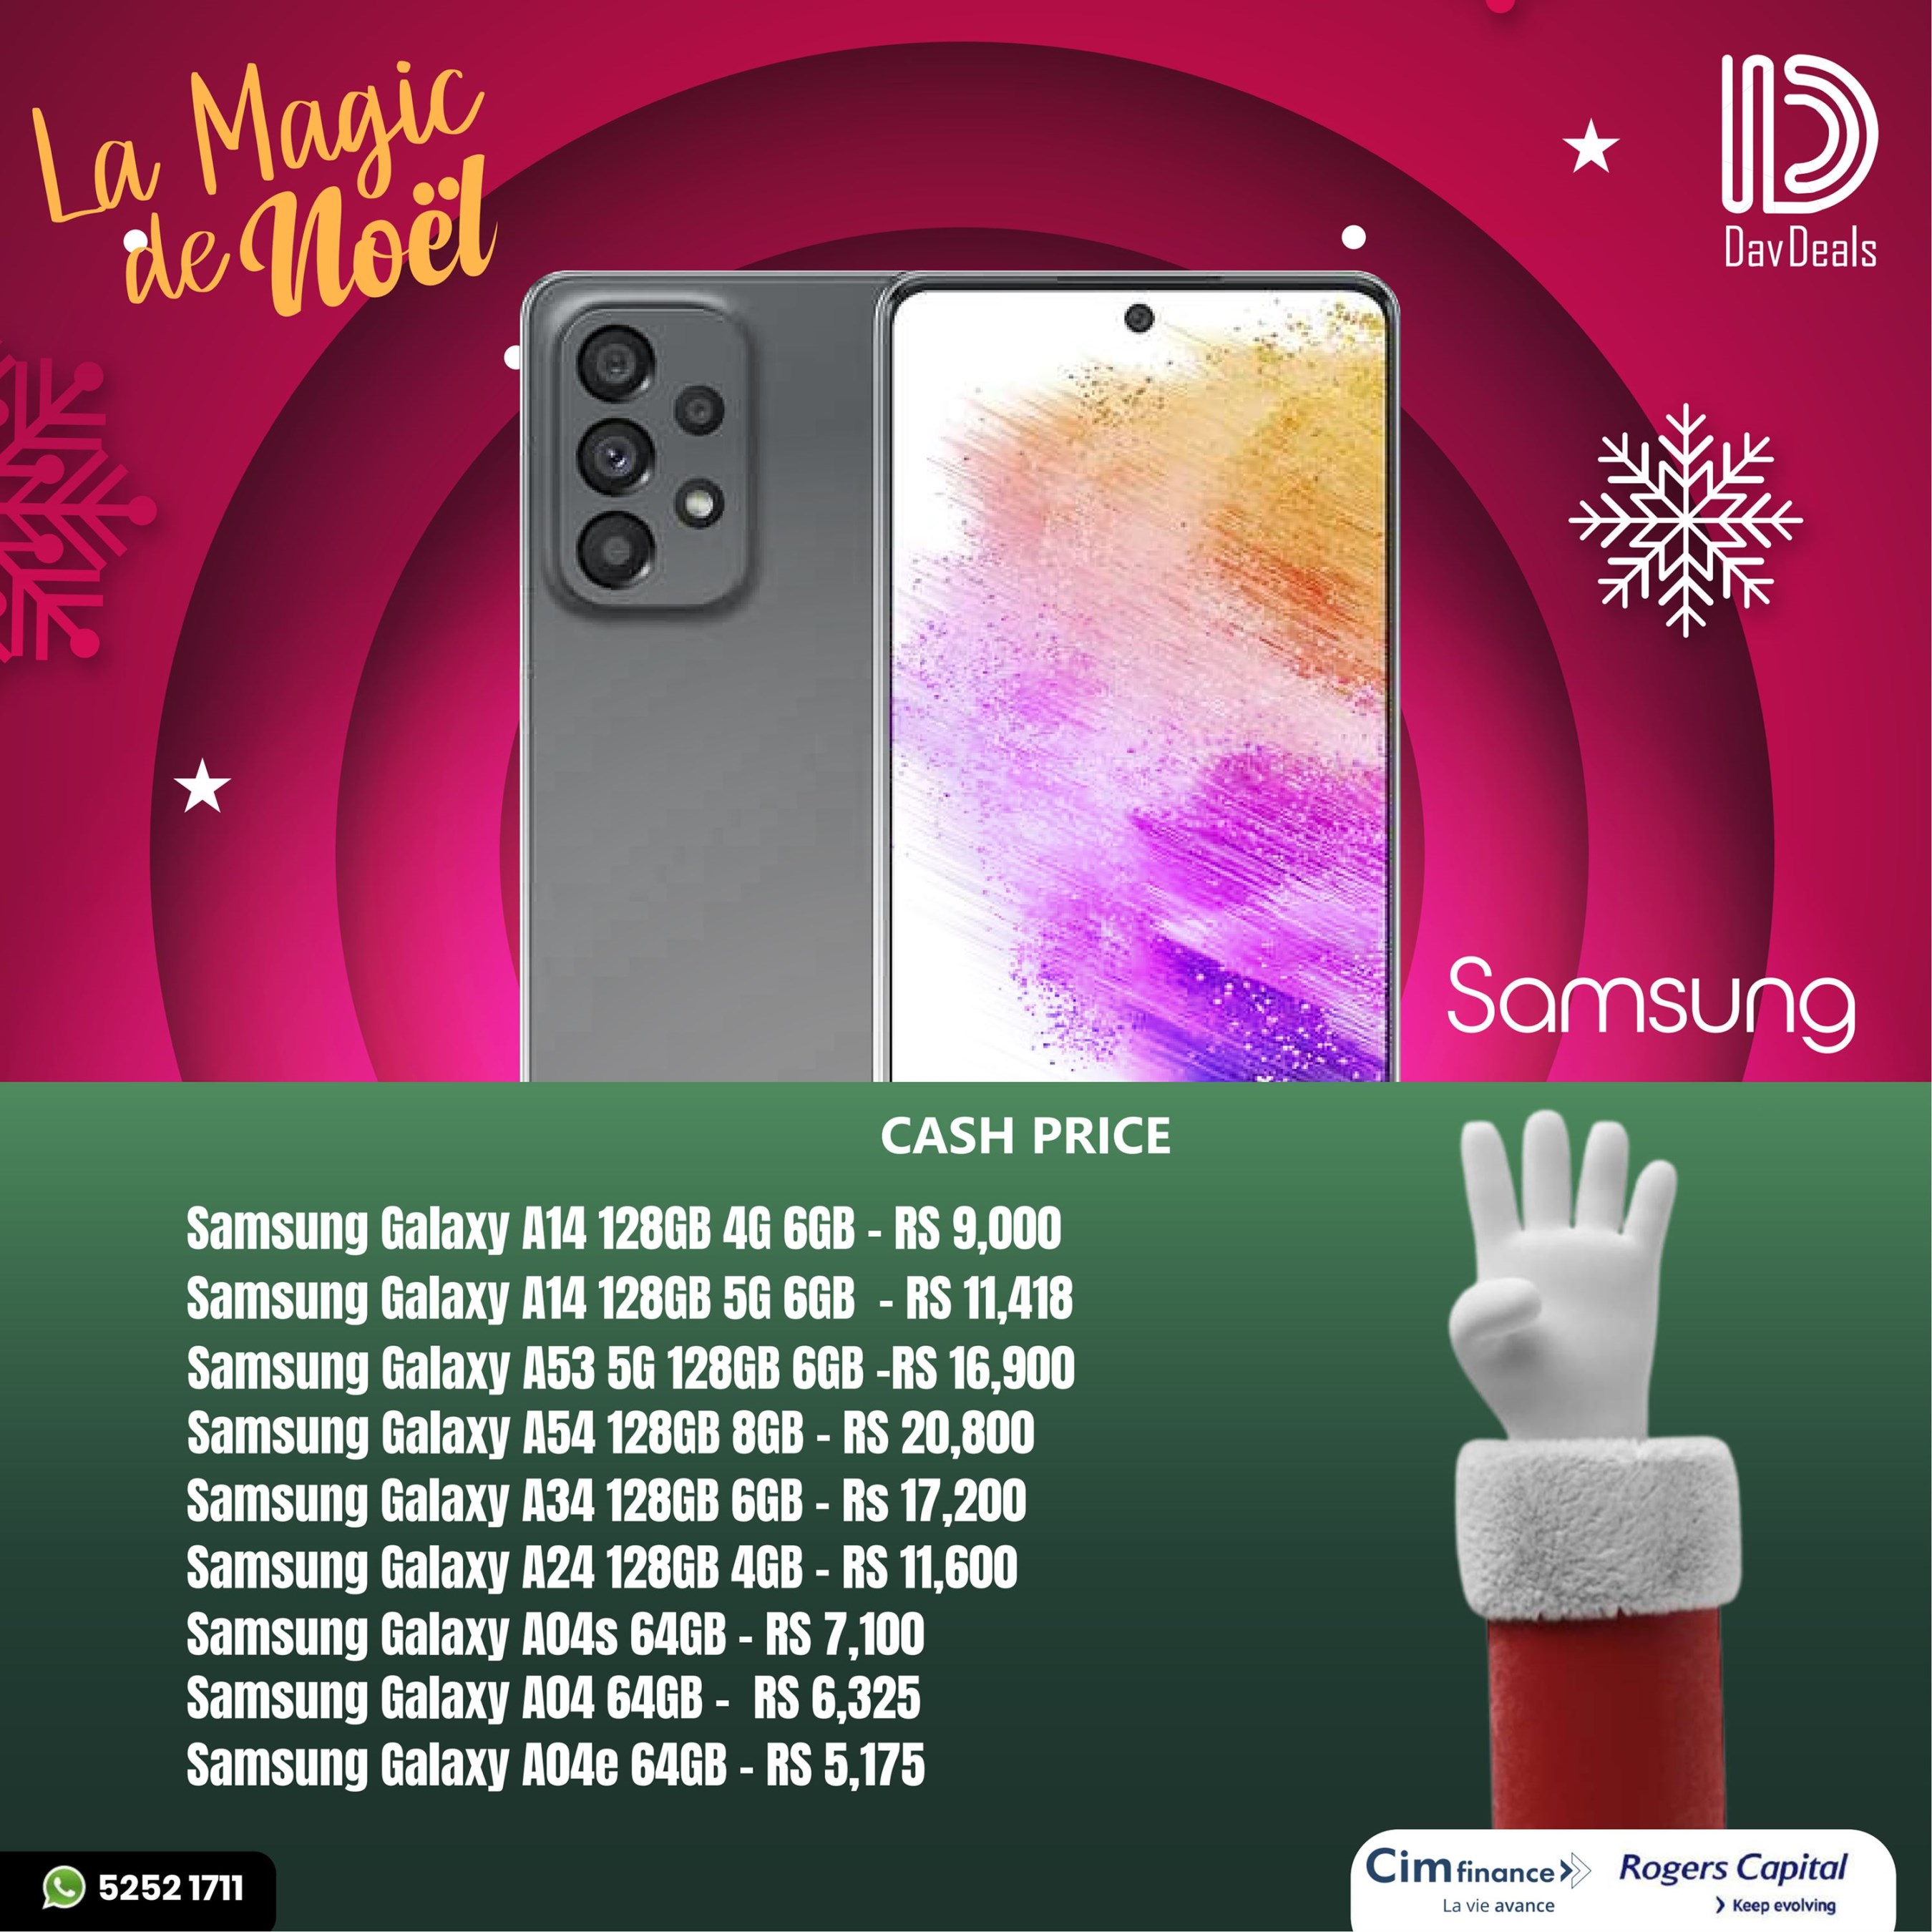 La Magic
de Noël
DavDeals
Samsung
CASH PRICE
Samsung Galaxy A14 128GB 4G 6GB - RS 9,000
Samsung Galaxy A14 128GB 5G 6GB - RS 11,418
Samsung Galaxy A53 5G 128GB 6GB -RS 16,900
Samsung Galaxy A54 128GB 8GB - RS 20,800
Samsung Galaxy A34 128GB 6GB - Rs 17,200
Samsung Galaxy A24 128GB 4GB - RS 11,600
Samsung Galaxy A04s 64GB - RS 7,100
Samsung Galaxy A04 64GB - RS 6,325
Samsung Galaxy A04e 64GB - RS 5,175
5252 1711
Cim finance
La vie avance
Rogers Capital
Keep evolving